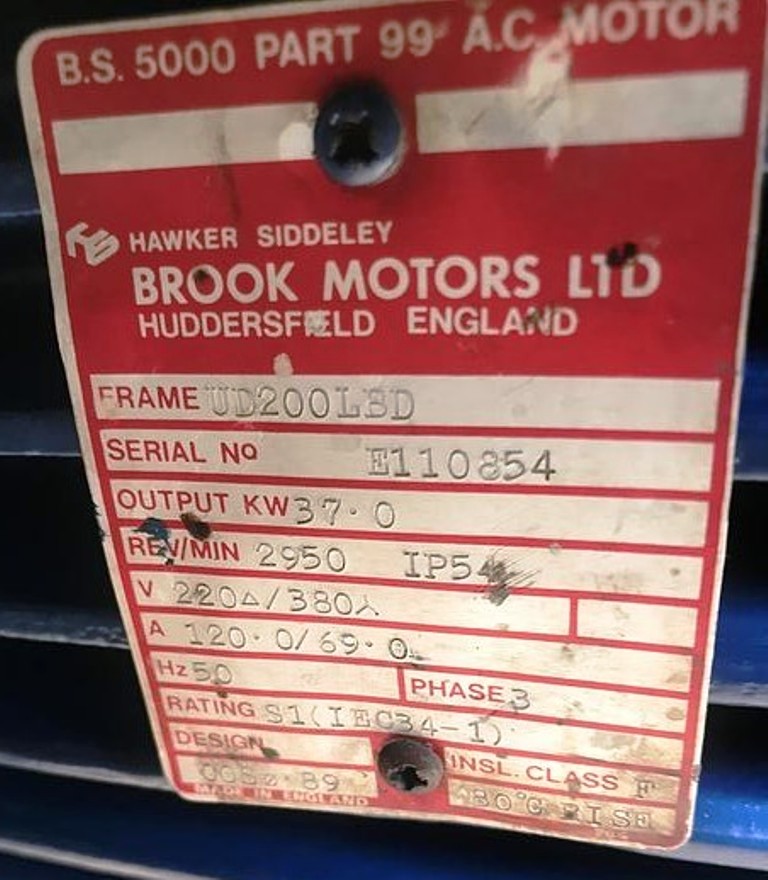 B.S. 5000 PART 99 A.C. MOTOR
HAWKER SIDDELEY
BROOK MOTORS LTD
HUDDERSFIELD ENGLAND
FRAME UD200LBD
SERIAL No E110854
OUTPUT KW 37.0
REV/MIN 2950 IP54
V 220△/380⅄
A 120.0/69.0
Hz 50 PHASE 3
RATING S1(IEC34-1)
DESIGN INSL. CLASS F
89 80°C RISE
MADE IN ENGLAND